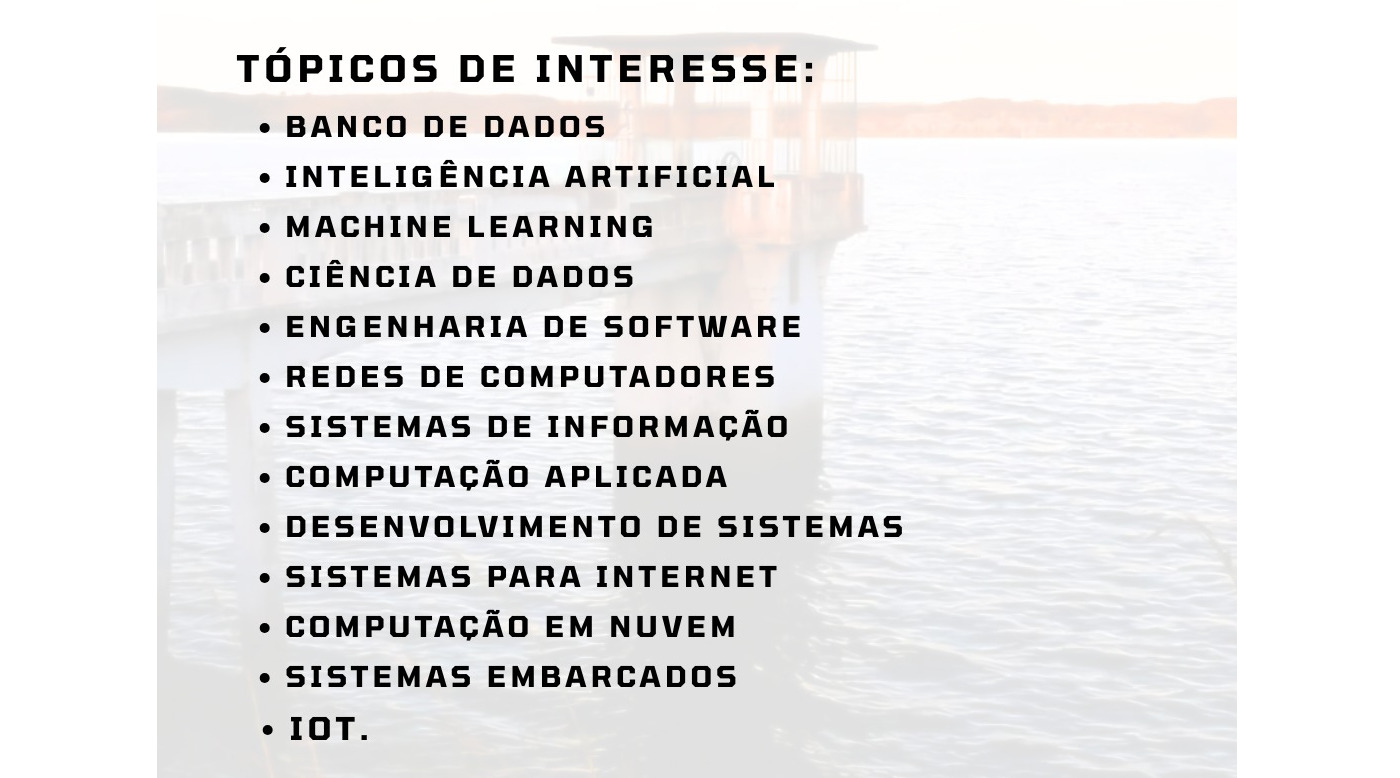 TÓPICOS DE INTERESSE:
• BANCO DE DADOS
• INTELIGÊNCIA ARTIFICIAL
• MACHINE LEARNING
• CIÊNCIA DE DADOS
• ENGENHARIA DE SOFTWARE
• REDES DE COMPUTADORES
• SISTEMAS DE INFORMAÇÃO
• COMPUTAÇÃO APLICADA
• DESENVOLVIMENTO DE SISTEMAS
• SISTEMAS PARA INTERNET
• COMPUTAÇÃO EM NUVEM
• SISTEMAS EMBARCADOS
• IOT.